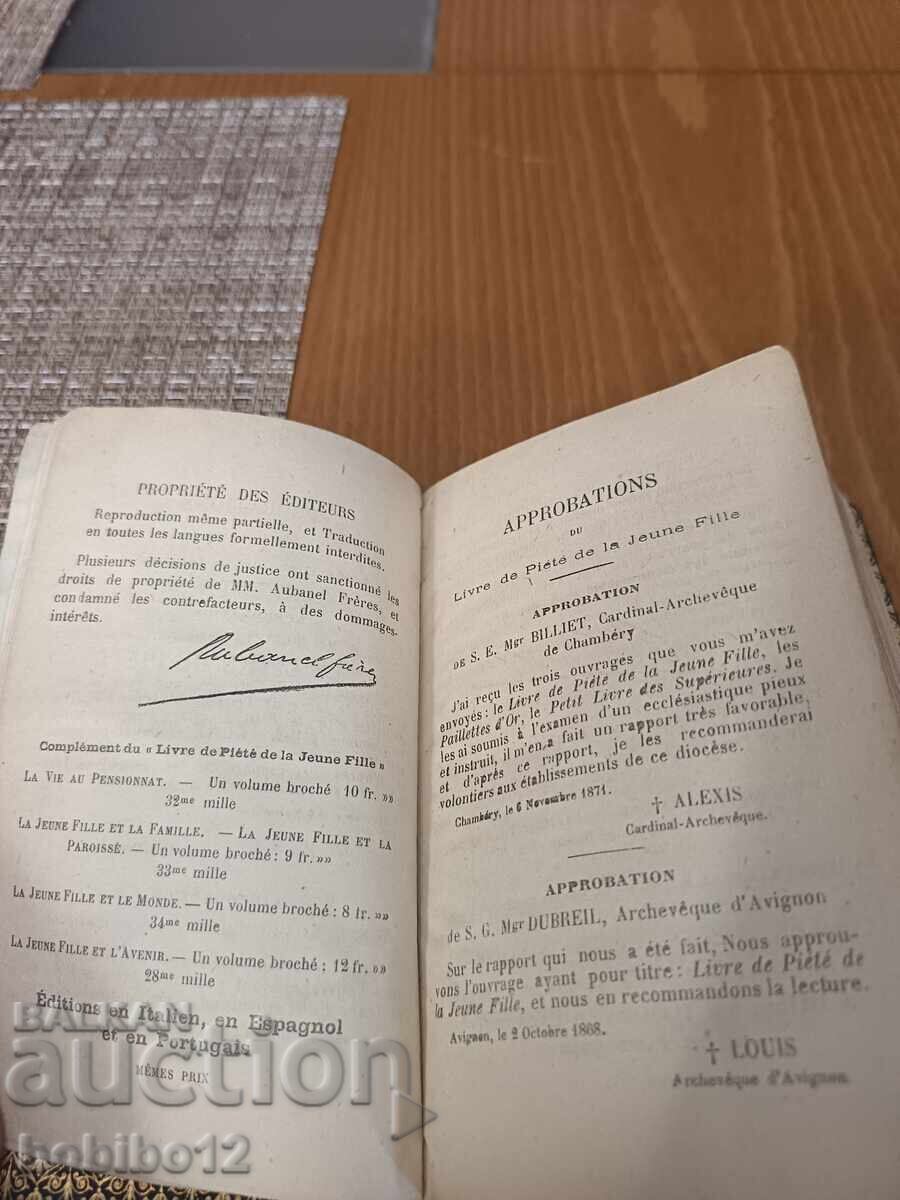 PROPRIÉTÉ DES ÉDITEURS
Reproduction même partielle, et Traduction
en toutes les langues formellement interdites.
Plusieurs décisions de justice ont sanctionné les
droits de propriété de MM. Aubanel Frères, et
condamné les contrefacteurs, à des dommages-
intérêts.
Aubanel frères
Complément du « Livre de Piété de la Jeune Fille »
LA VIE AU PENSIONNAT. — Un volume broché 10 fr. »»
32me mille
LA JEUNE FILLE ET LA FAMILLE. — LA JEUNE FILLE ET LA
PAROISSE. — Un volume broché : 9 fr. »»
33me mille
LA JEUNE FILLE ET LE MONDE. — Un volume broché : 8 fr. »»
34me mille
LA JEUNE FILLE ET L'AVENIR. — Un volume broché ; 12 fr. »»
28me mille
Éditions en Italien, en Espagnol
et en Portugais
MÊMES PRIX
APPROBATIONS
DU
Livre de Piété de la Jeune Fille
APPROBATION
DE S. E. Mgr BILLIET, Cardinal-Archevêque
de Chambéry
J'ai reçu les trois ouvrages que vous m'avez
envoyés : le Livre de Piété de la Jeune Fille, les
Paillettes d'Or, le Petit Livre des Supérieures. Je
les ai soumis à l'examen d'un ecclésiastique pieux
et instruit, il m'en a fait un rapport très favorable,
et d'après ce rapport, je les recommanderai
volontiers aux établissements de ce diocèse.
Chambéry, le 6 Novembre 1871.
† ALEXIS
Cardinal-Archevêque.
APPROBATION
de S. G. Mgr DUBREIL, Archevêque d'Avignon
Sur le rapport qui nous a été fait, Nous approu-
vons l'ouvrage ayant pour titre : Livre de Piété de
la Jeune Fille, et nous en recommandons la lecture.
Avignon, le 2 Octobre 1868.
† LOUIS
Archevêque d'Avignon.
BALKAN
auction
bobibo12